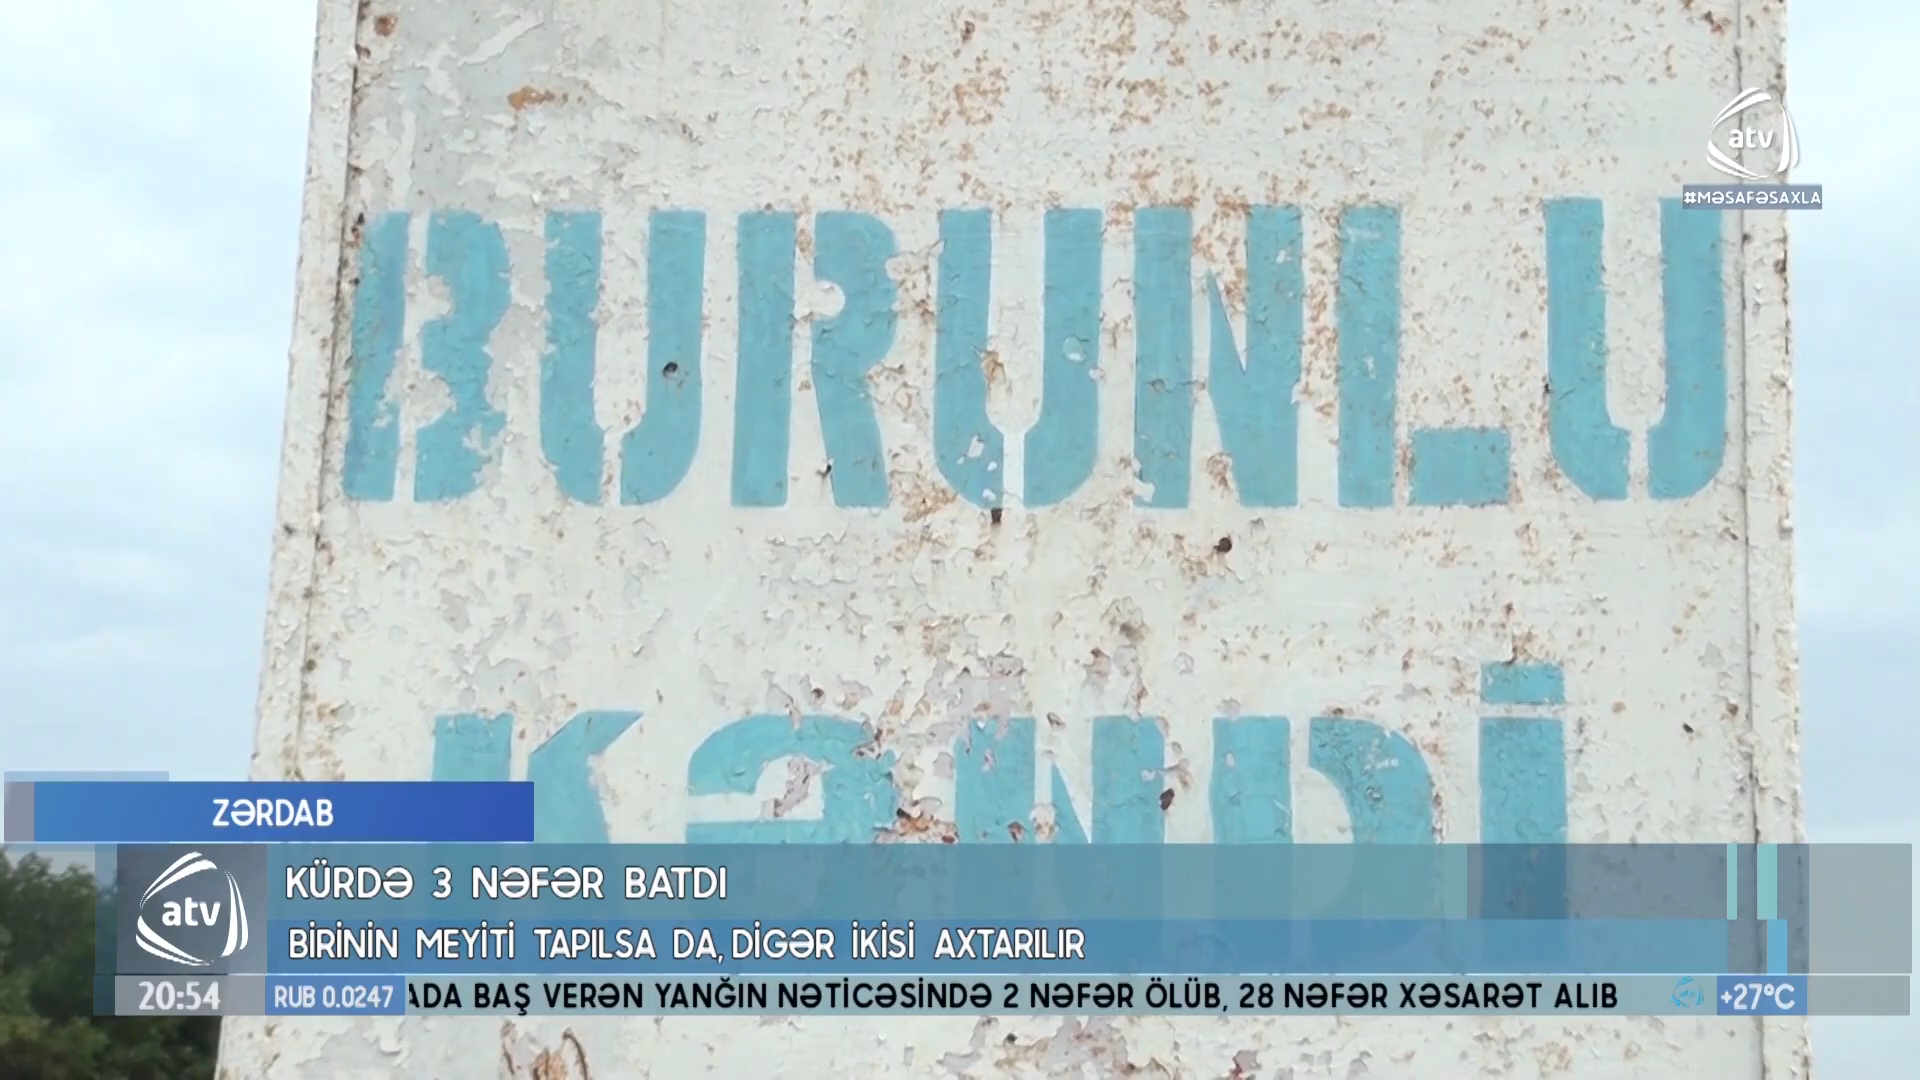 atv
#MƏSAFƏSAXLA
BURUNLU
KƏNDİ
ZƏRDAB
KÜRDƏ 3 NƏFƏR BATDI
atv
BİRİNİN MEYİTİ TAPILSA DA, DİGƏR İKİSİ AXTARILIR
20:54 RUB 0.0247 ADA BAŞ VERƏN YANĞIN NƏTİCƏSİNDƏ 2 NƏFƏR ÖLÜB, 28 NƏFƏR XƏSARƏT ALIB atv +27°C